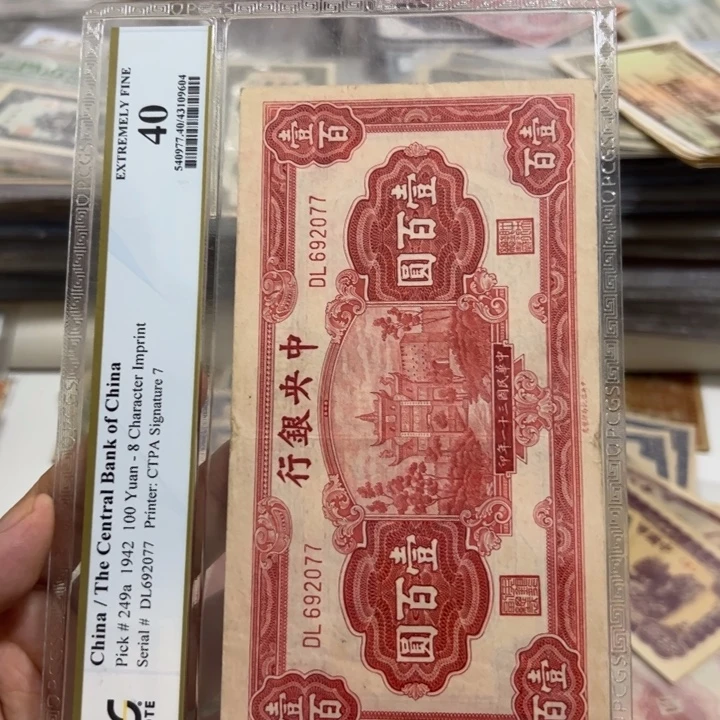 China / The Central Bank of China
Pick # 249a 1942 100 Yuan - 8 Character Imprint
Serial # DL692077 Printer: CTPA Signature 7
EXTREMELY FINE
40
540977.40/43109604
中央銀行
DL 692077
DL 692077
壹百圓
壹百圓
壹百
壹百
壹百
壹百
中華民國三十一年印
PCGS